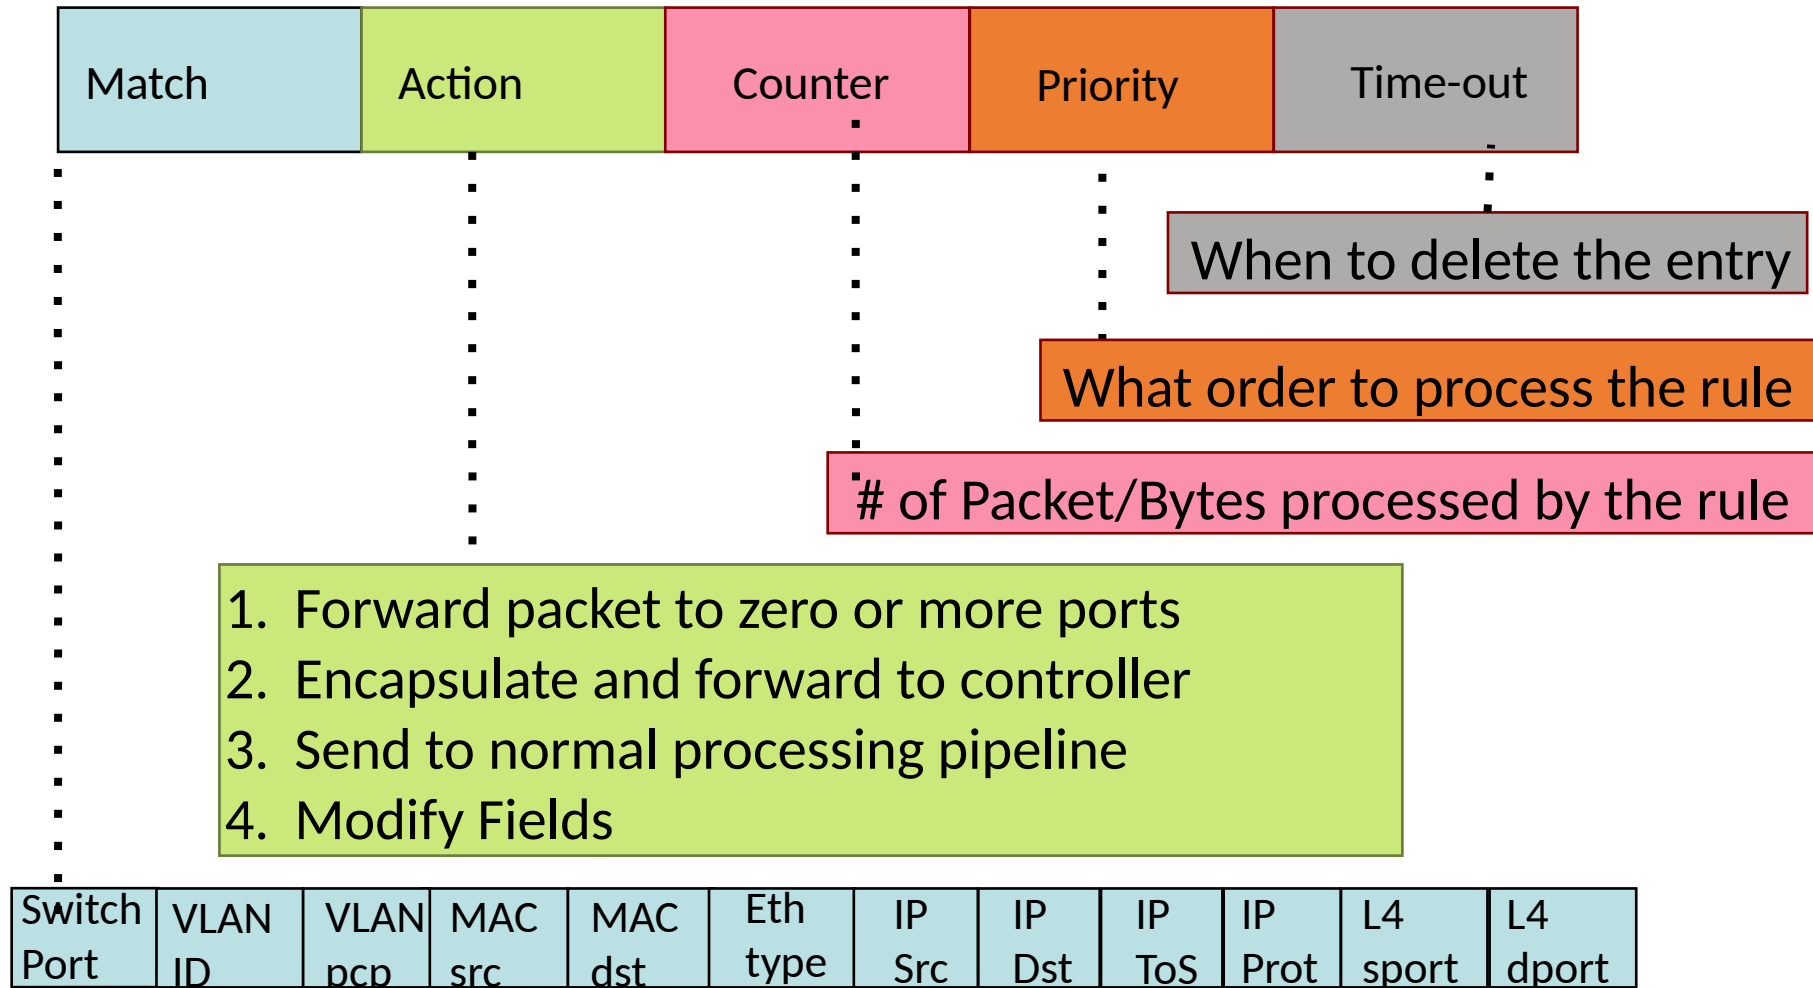 Match Action Counter Priority Time-out
When to delete the entry
What order to process the rule
# of Packet/Bytes processed by the rule
1. Forward packet to zero or more ports
2. Encapsulate and forward to controller
3. Send to normal processing pipeline
4. Modify Fields
Switch Port
VLAN ID
VLAN pcp
MAC src
MAC dst
Eth type
IP Src
IP Dst
IP ToS
IP Prot
L4 sport
L4 dport